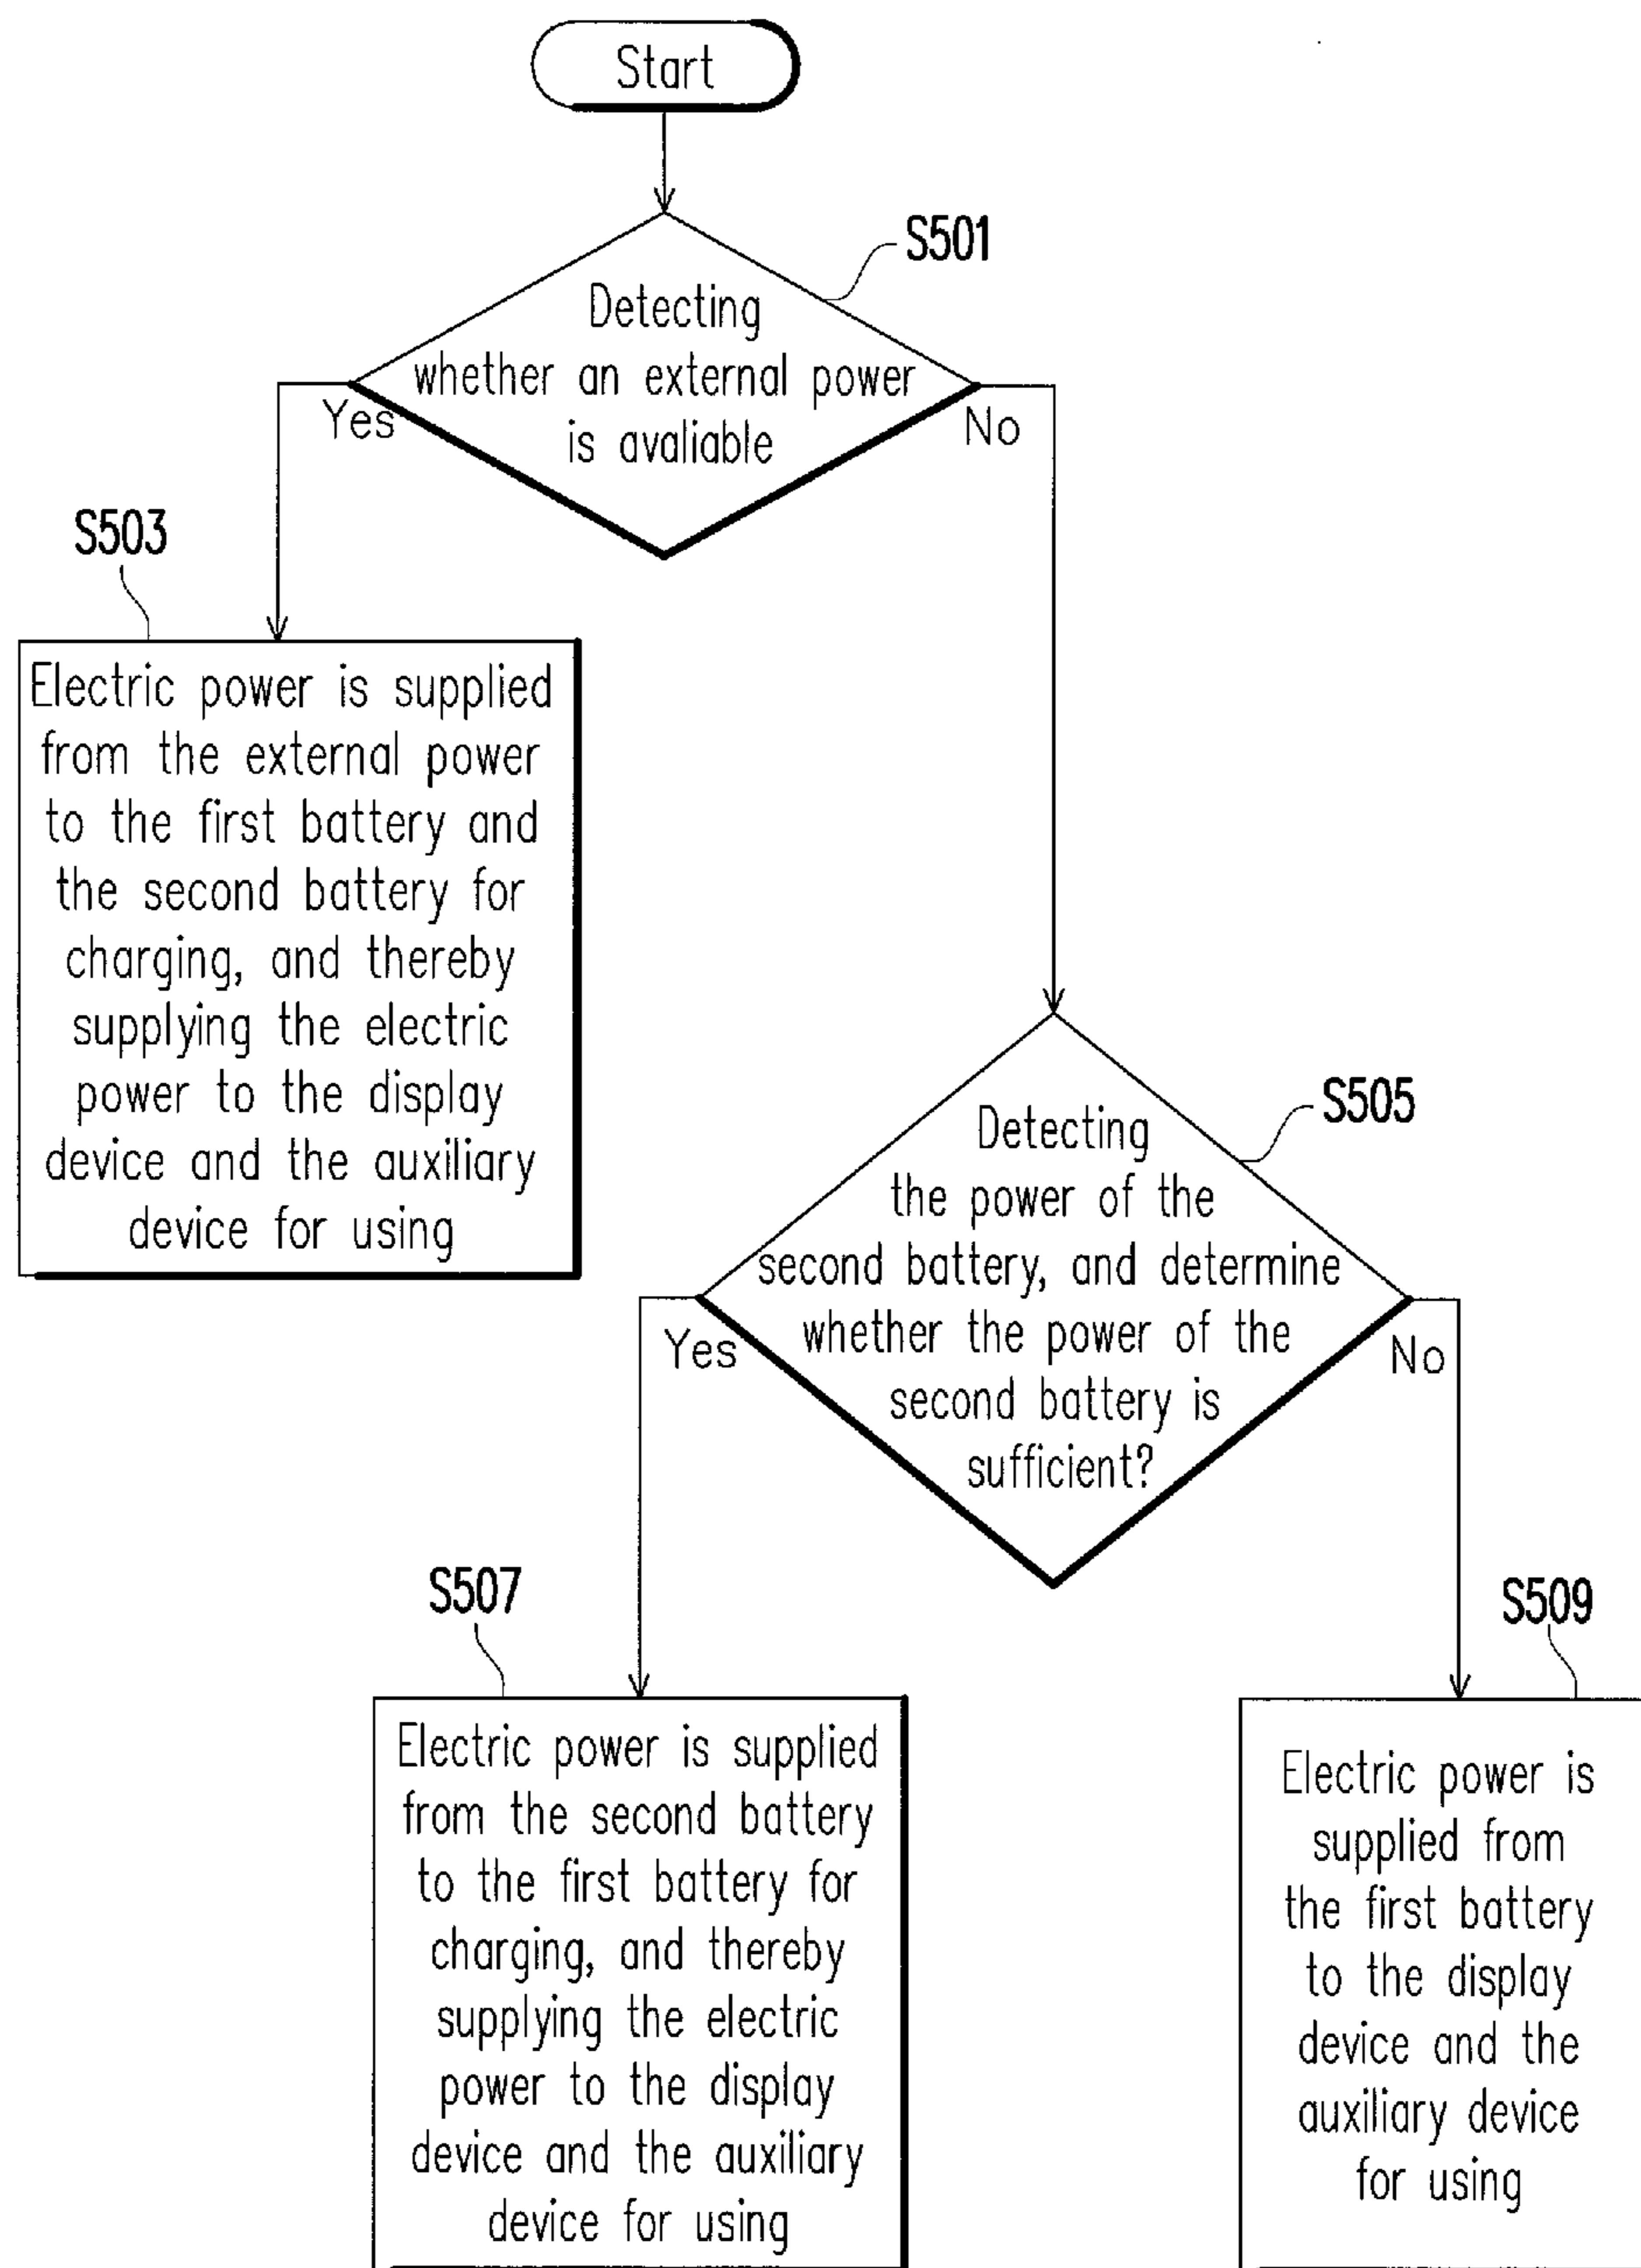 Start
S501
Detecting
whether an external power
is avaliable
Yes
No
S503
Electric power is supplied
from the external power
to the first battery and
the second battery for
charging, and thereby
supplying the electric
power to the display
device and the auxiliary
device for using
S505
Detecting
the power of the
second battery, and determine
whether the power of the
second battery is
sufficient?
Yes
No
S507
Electric power is supplied
from the second battery
to the first battery for
charging, and thereby
supplying the electric
power to the display
device and the auxiliary
device for using
S509
Electric power is
supplied from
the first battery
to the display
device and the
auxiliary device
for using